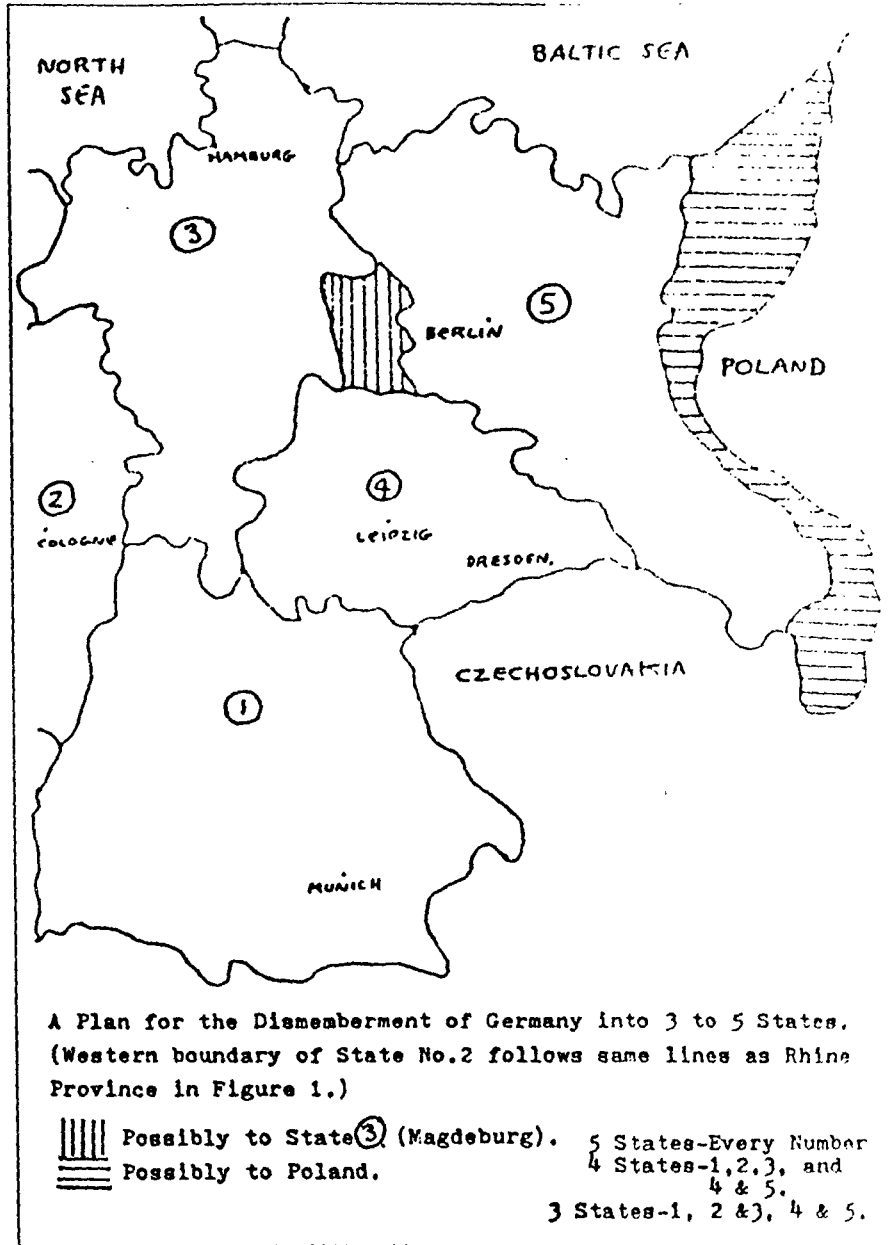 NORTH
SEA
BALTIC SEA
HAMBURG
3
5
BERLIN
POLAND
2
COLOGNE
4
LEIPZIG
DRESDEN.
CZECHOSLOVAKIA
1
MUNICH
A Plan for the Dismemberment of Germany into 3 to 5 States.
(Western boundary of State No.2 follows same lines as Rhine
Province in Figure 1.)
Possibly to State 3 (Magdeburg).
Possibly to Poland.
5 States-Every Number
4 States-1,2,3, and
4 & 5.
3 States-1, 2 &3, 4 & 5.